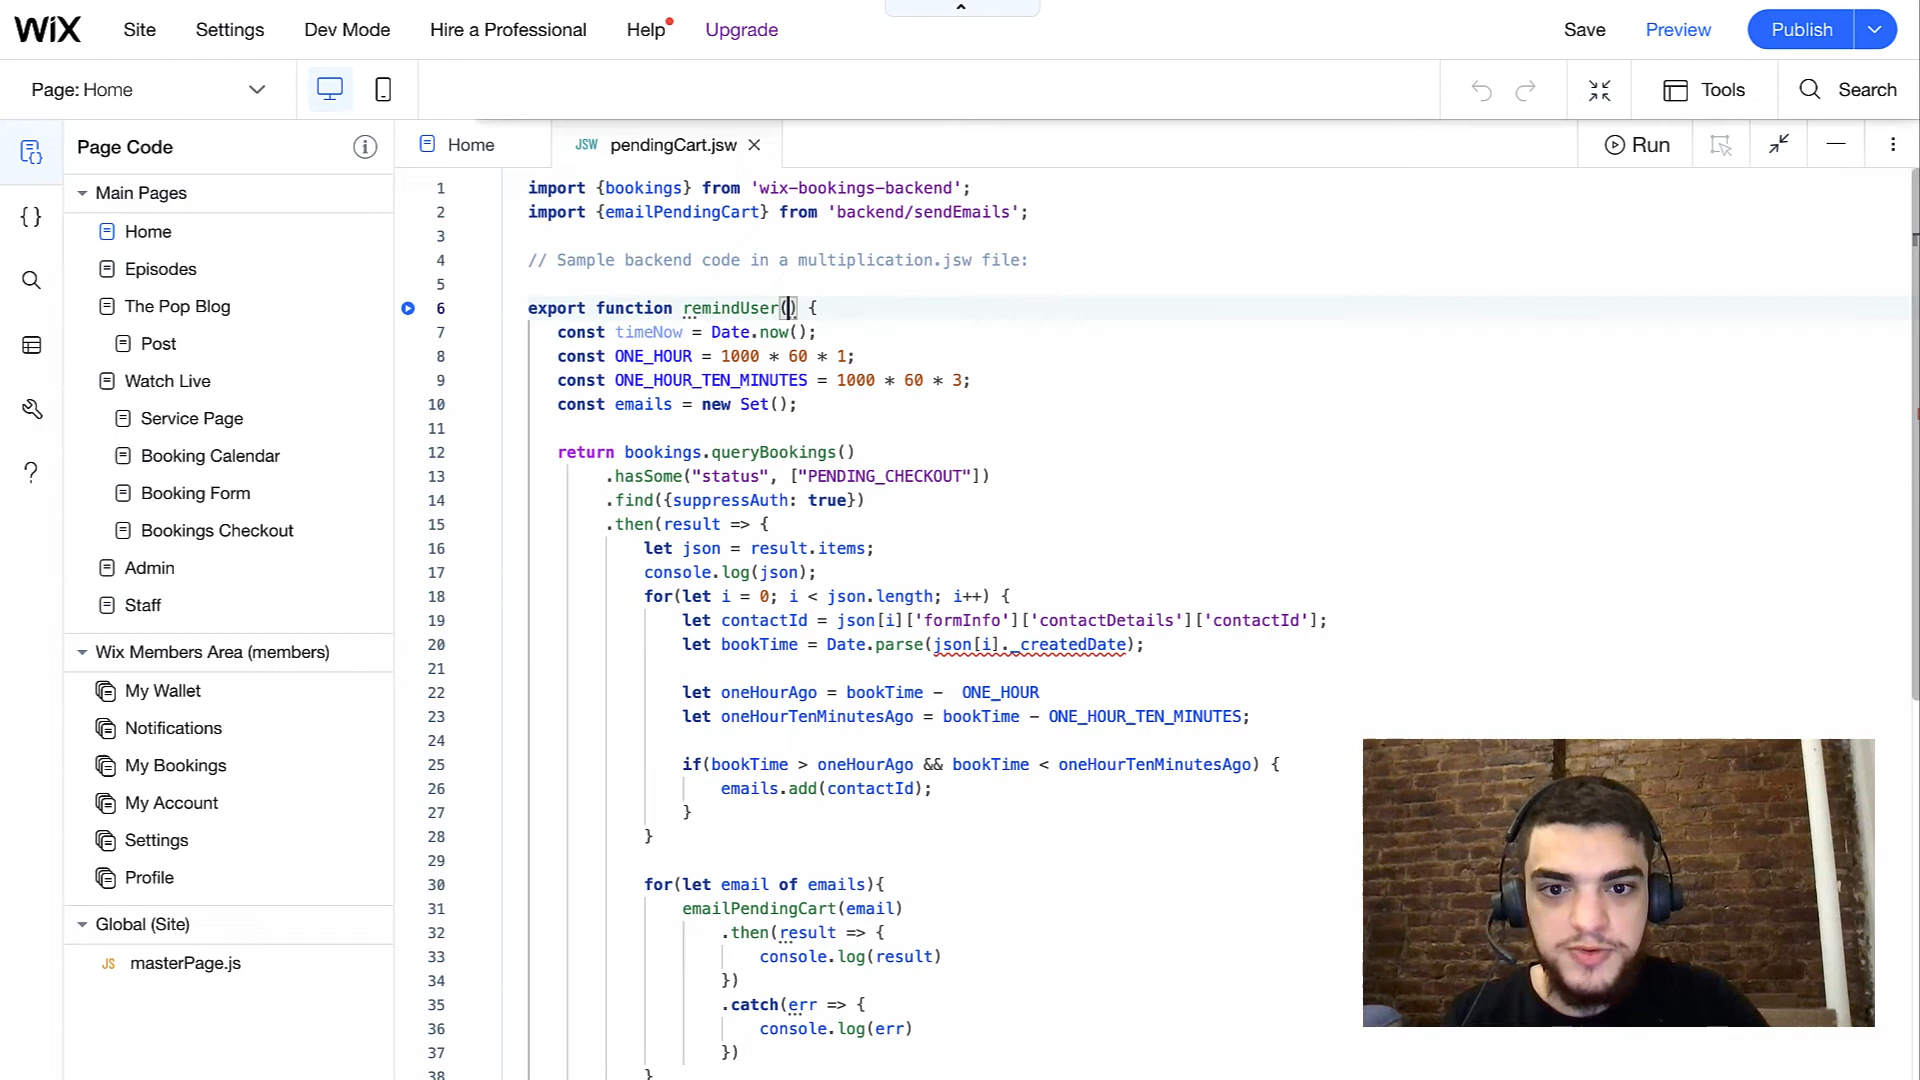 WiX
Site
Settings
Dev Mode
Hire a Professional
Help
Upgrade
Save
Preview
Publish
Page: Home
Tools
Search
Page Code
Home
JSW pendingCart.jsw
Run
Main Pages
Home
Episodes
The Pop Blog
Post
Watch Live
Service Page
Booking Calendar
Booking Form
Bookings Checkout
Admin
Staff
Wix Members Area (members)
My Wallet
Notifications
My Bookings
My Account
Settings
Profile
Global (Site)
JS masterPage.js
1 import {bookings} from 'wix-bookings-backend';
2 import {emailPendingCart} from 'backend/sendEmails';
3
4 // Sample backend code in a multiplication.jsw file:
5
6 export function remindUser() {
7 const timeNow = Date.now();
8 const ONE_HOUR = 1000 * 60 * 1;
9 const ONE_HOUR_TEN_MINUTES = 1000 * 60 * 3;
10 const emails = new Set();
11
12 return bookings.queryBookings()
13 .hasSome("status", ["PENDING_CHECKOUT"])
14 .find({suppressAuth: true})
15 .then(result => {
16 let json = result.items;
17 console.log(json);
18 for(let i = 0; i < json.length; i++) {
19 let contactId = json[i]['formInfo']['contactDetails']['contactId'];
20 let bookTime = Date.parse(json[i]._createdDate);
21
22 let oneHourAgo = bookTime - ONE_HOUR
23 let oneHourTenMinutesAgo = bookTime - ONE_HOUR_TEN_MINUTES;
24
25 if(bookTime > oneHourAgo && bookTime < oneHourTenMinutesAgo) {
26 emails.add(contactId);
27 }
28 }
29
30 for(let email of emails){
31 emailPendingCart(email)
32 .then(result => {
33 console.log(result)
34 })
35 .catch(err => {
36 console.log(err)
37 })
38 }